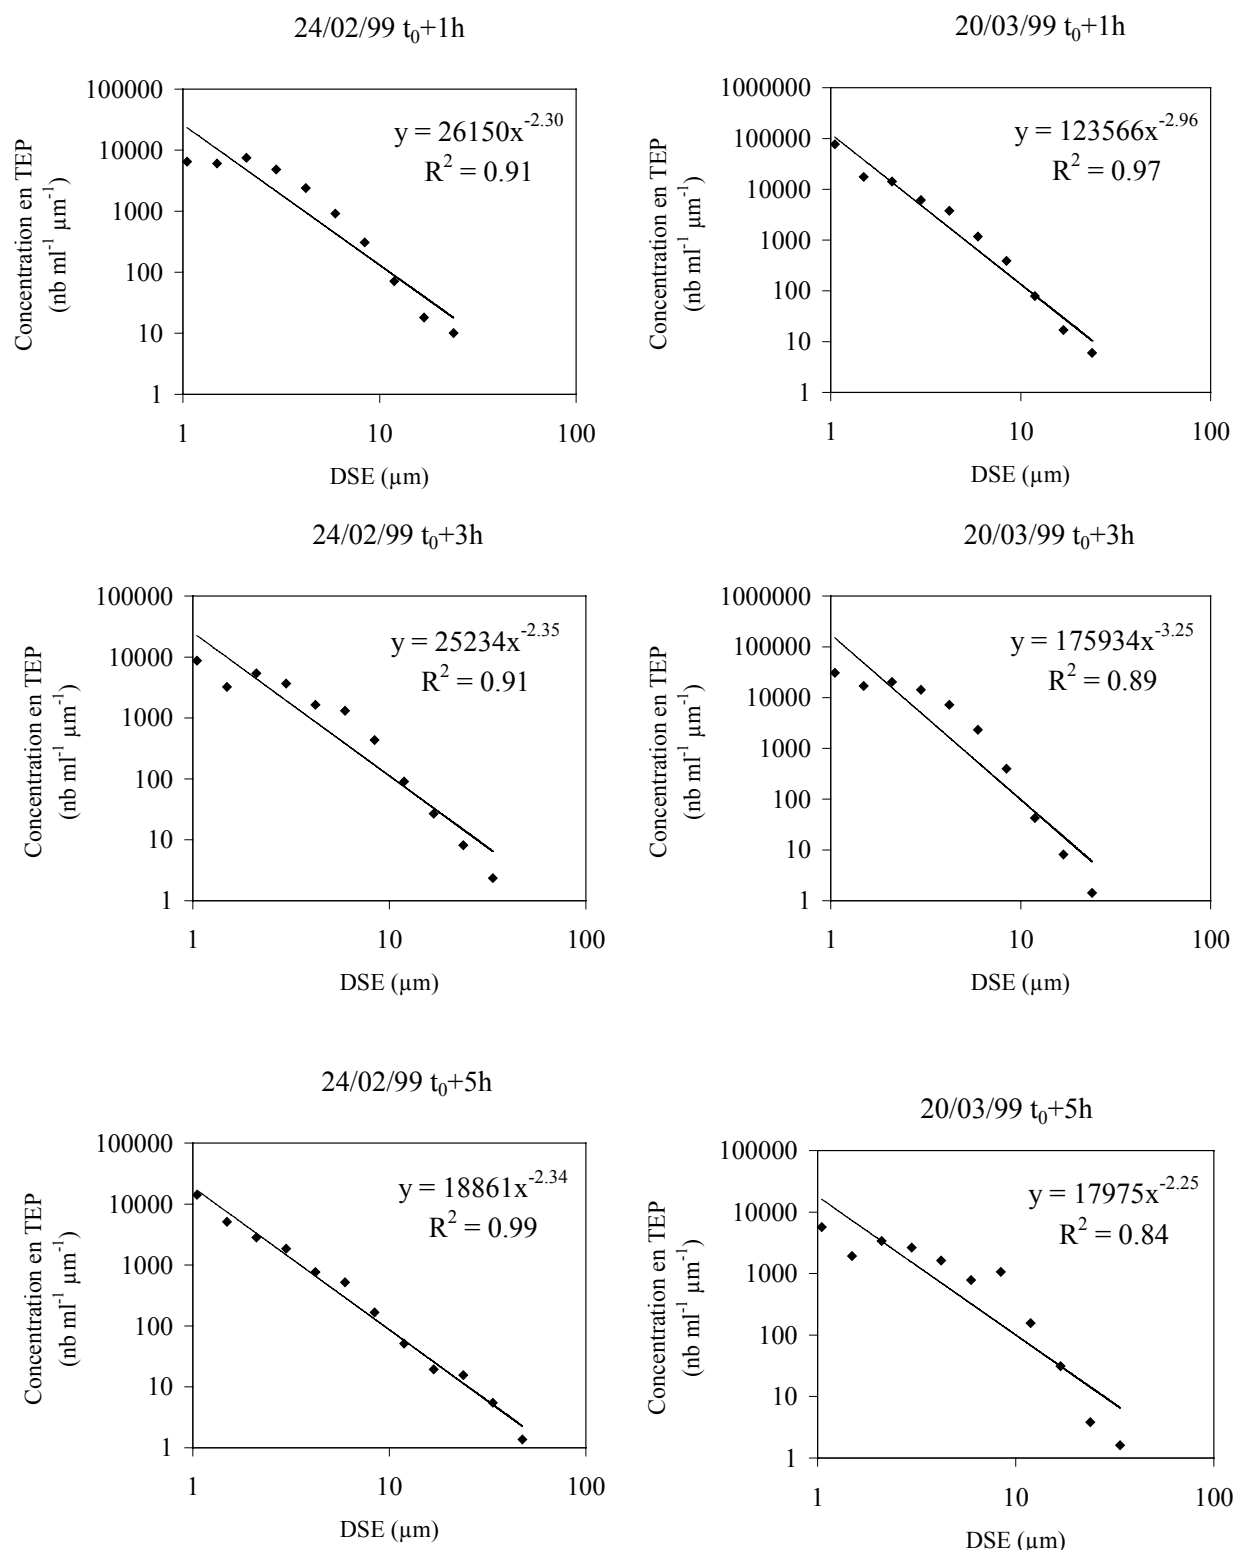 24/02/99 t₀+1h
Concentration en TEP
(nb ml⁻¹ µm⁻¹)
100000
10000
1000
100
10
1
y = 26150x⁻²·³⁰
R² = 0.91
1 10 100
DSE (µm)
20/03/99 t₀+1h
Concentration en TEP
(nb ml⁻¹ µm⁻¹)
1000000
100000
10000
1000
100
10
1
y = 123566x⁻²·⁹⁶
R² = 0.97
1 10 100
DSE (µm)
24/02/99 t₀+3h
Concentration en TEP
(nb ml⁻¹ µm⁻¹)
100000
10000
1000
100
10
1
y = 25234x⁻²·³⁵
R² = 0.91
1 10 100
DSE (µm)
20/03/99 t₀+3h
Concentration en TEP
(nb ml⁻¹ µm⁻¹)
1000000
100000
10000
1000
100
10
1
y = 175934x⁻³·²⁵
R² = 0.89
1 10 100
DSE (µm)
24/02/99 t₀+5h
Concentration en TEP
(nb ml⁻¹ µm⁻¹)
100000
10000
1000
100
10
1
y = 18861x⁻²·³⁴
R² = 0.99
1 10 100
DSE (µm)
20/03/99 t₀+5h
Concentration en TEP
(nb ml⁻¹ µm⁻¹)
100000
10000
1000
100
10
1
y = 17975x⁻²·²⁵
R² = 0.84
1 10 100
DSE (µm)